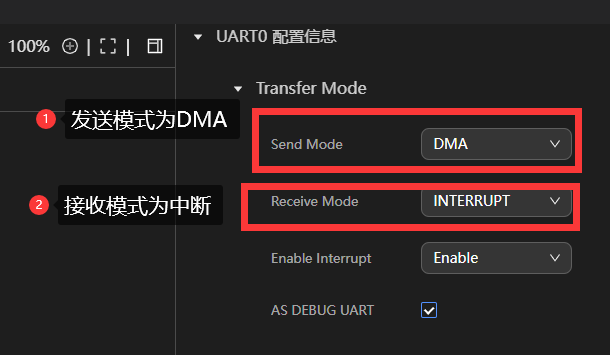 100%
UART0 配置信息
Transfer Mode
1 发送模式为DMA
Send Mode DMA
2 接收模式为中断
Receive Mode INTERRUPT
Enable Interrupt Enable
AS DEBUG UART